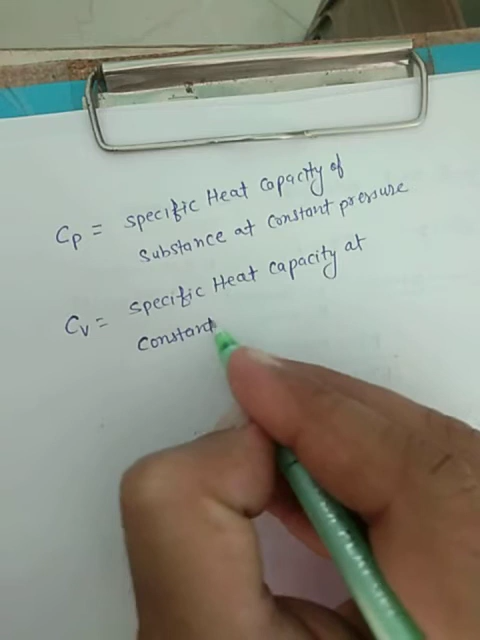 Cp = specific Heat capacity of
substance at constant pressure
Cv = specific Heat capacity at
constant